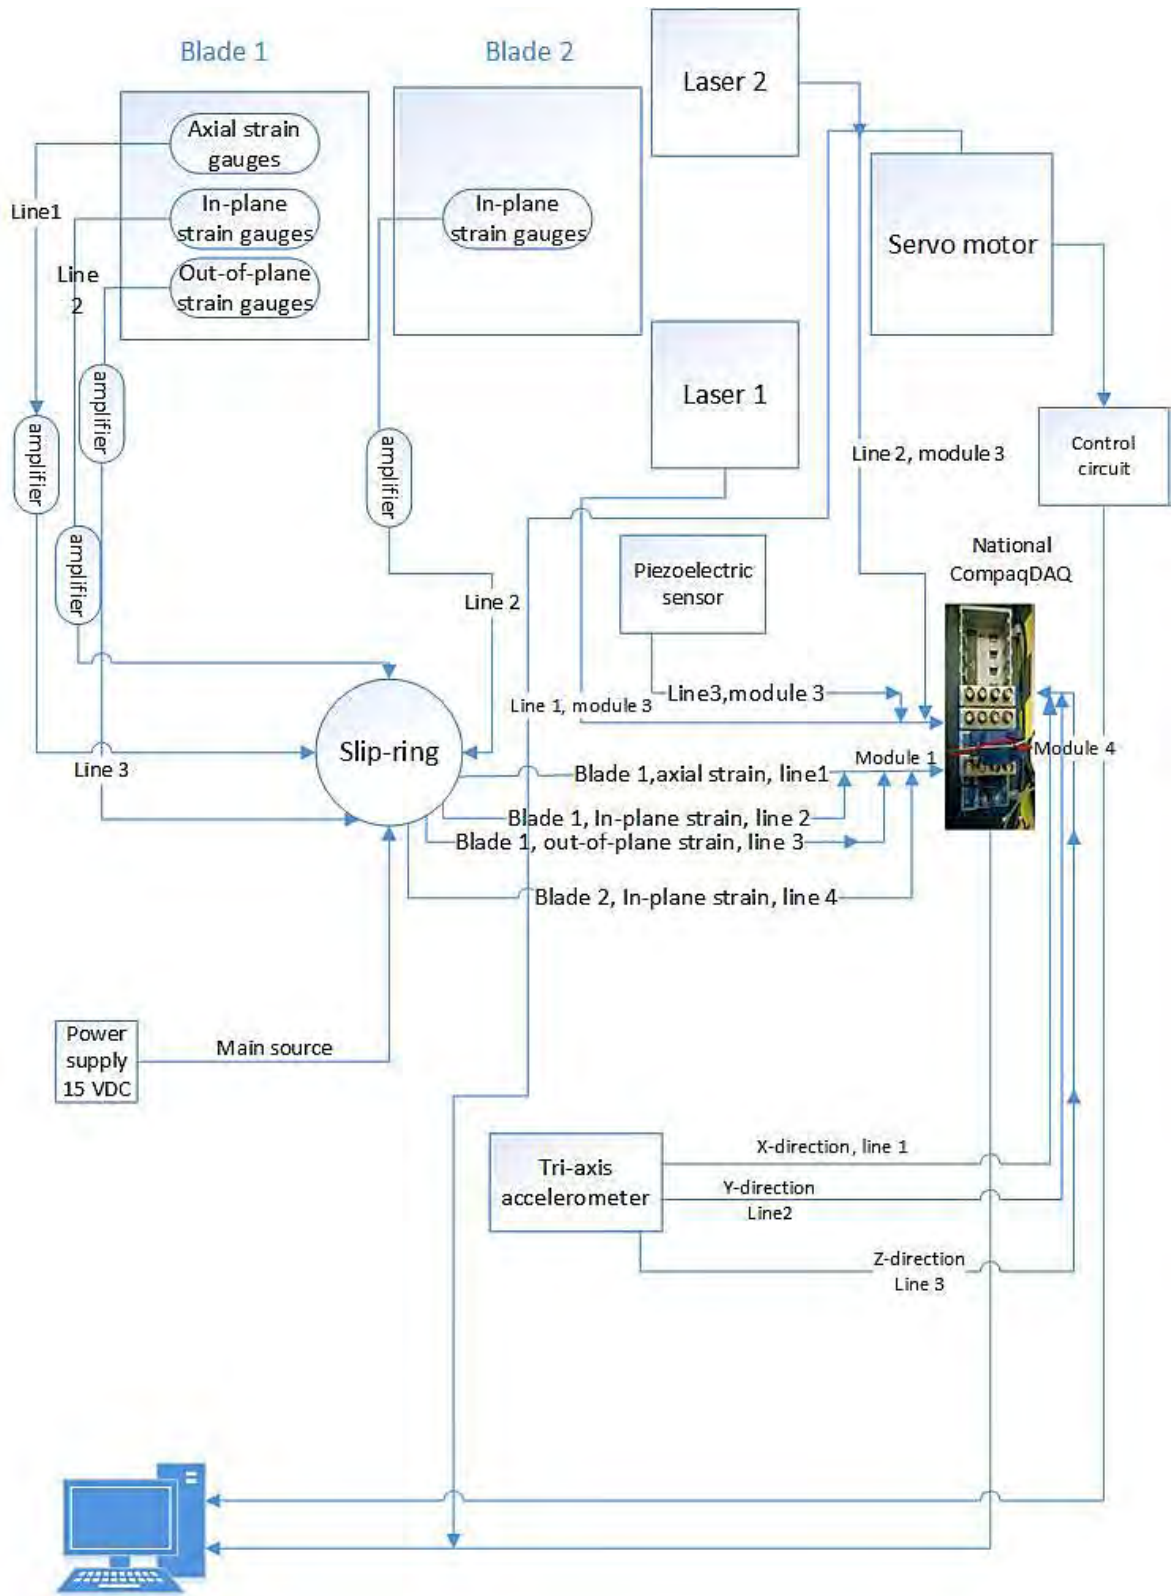 Blade 1
Blade 2
Laser 2
Axial strain
gauges
In-plane
strain gauges
Out-of-plane
strain gauges
In-plane
strain gauges
Servo motor
Line1
Line
2
Laser 1
amplifier
amplifier
amplifier
amplifier
Control
circuit
Line 2, module 3
National
CompaqDAQ
Piezoelectric
sensor
Line 2
Line3,module 3
Line 1, module 3
Slip-ring
Line 3
Module 1
Module 4
Blade 1,axial strain, line1
Blade 1, In-plane strain, line 2
Blade 1, out-of-plane strain, line 3
Blade 2, In-plane strain, line 4
Power
supply
15 VDC
Main source
Tri-axis
accelerometer
X-direction, line 1
Y-direction
Line2
Z-direction
Line 3